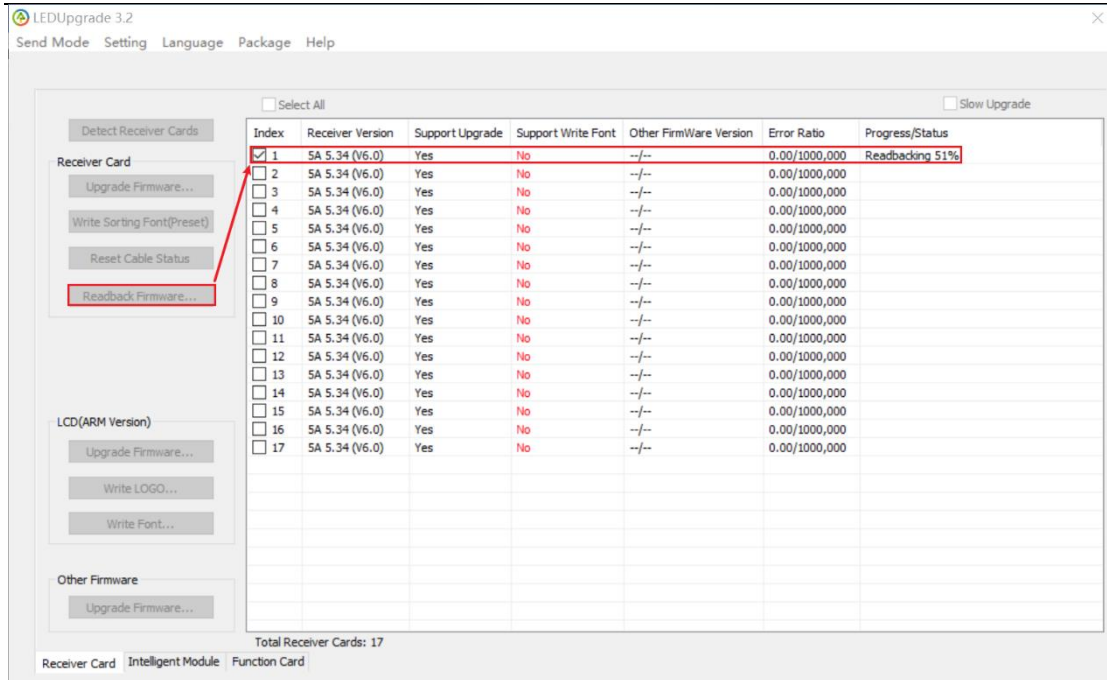 LEDUpgrade 3.2
Send Mode Setting Language Package Help
Select All Slow Upgrade
Detect Receiver Cards
Receiver Card
Upgrade Firmware...
Write Sorting Font(Preset)
Reset Cable Status
Readback Firmware...
LCD(ARM Version)
Upgrade Firmware...
Write LOGO...
Write Font...
Other Firmware
Upgrade Firmware...
Index Receiver Version Support Upgrade Support Write Font Other FirmWare Version Error Ratio Progress/Status
1 5A 5.34 (V6.0) Yes No --/-- 0.00/1000,000 Readbacking 51%
2 5A 5.34 (V6.0) Yes No --/-- 0.00/1000,000
3 5A 5.34 (V6.0) Yes No --/-- 0.00/1000,000
4 5A 5.34 (V6.0) Yes No --/-- 0.00/1000,000
5 5A 5.34 (V6.0) Yes No --/-- 0.00/1000,000
6 5A 5.34 (V6.0) Yes No --/-- 0.00/1000,000
7 5A 5.34 (V6.0) Yes No --/-- 0.00/1000,000
8 5A 5.34 (V6.0) Yes No --/-- 0.00/1000,000
9 5A 5.34 (V6.0) Yes No --/-- 0.00/1000,000
10 5A 5.34 (V6.0) Yes No --/-- 0.00/1000,000
11 5A 5.34 (V6.0) Yes No --/-- 0.00/1000,000
12 5A 5.34 (V6.0) Yes No --/-- 0.00/1000,000
13 5A 5.34 (V6.0) Yes No --/-- 0.00/1000,000
14 5A 5.34 (V6.0) Yes No --/-- 0.00/1000,000
15 5A 5.34 (V6.0) Yes No --/-- 0.00/1000,000
16 5A 5.34 (V6.0) Yes No --/-- 0.00/1000,000
17 5A 5.34 (V6.0) Yes No --/-- 0.00/1000,000
Total Receiver Cards: 17
Receiver Card Intelligent Module Function Card